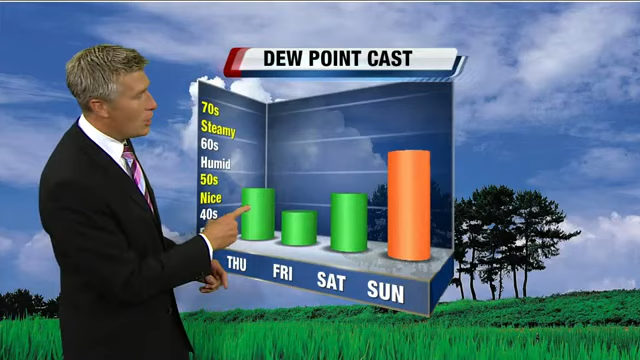 DEW POINT CAST
70s
Steamy
60s
Humid
50s
Nice
40s
THU
FRI
SAT
SUN